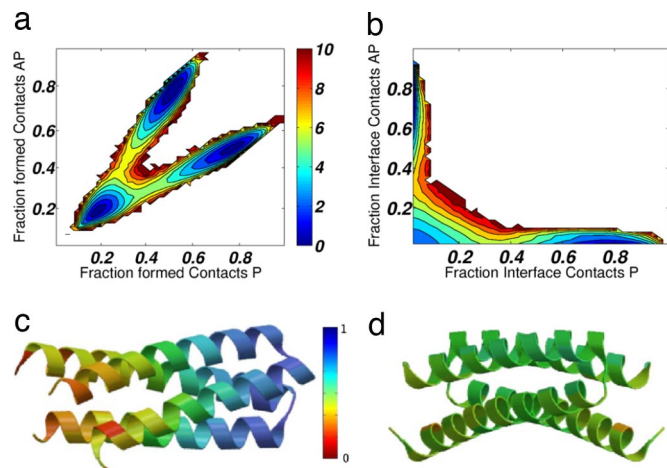 a
Fraction formed Contacts AP
0.8
0.6
0.4
0.2
0.2 0.4 0.6 0.8
Fraction formed Contacts P
10
8
6
4
2
0
b
Fraction Interface Contacts AP
0.8
0.6
0.4
0.2
0.2 0.4 0.6 0.8
Fraction Interface Contacts P
c
1
0
d